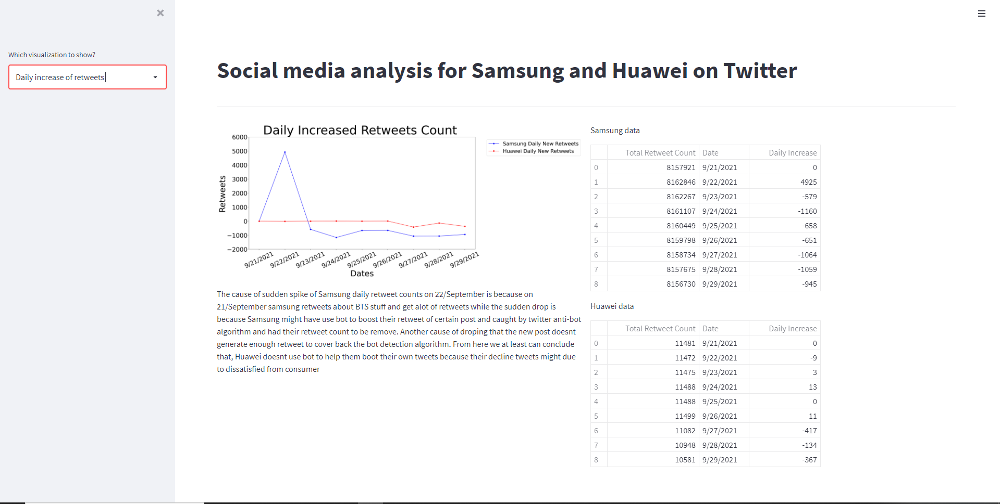 Which visualization to show?
Daily increase of retweets
Social media analysis for Samsung and Huawei on Twitter
Daily Increased Retweets Count
6000
5000
4000
3000
2000
1000
0
−1000
−2000
Retweets
9/21/2021 9/22/2021 9/23/2021 9/24/2021 9/25/2021 9/26/2021 9/27/2021 9/28/2021 9/29/2021
Dates
Samsung Daily New Retweets
Huawei Daily New Retweets
The cause of sudden spike of Samsung daily retweet counts on 22/September is because on
21/September samsung retweets about BTS stuff and get alot of retweets while the sudden drop is
because Samsung might have use bot to boost their retweet of certain post and caught by twitter anti-bot
algorithm and had their retweet count to be remove. Another cause of droping that the new post doesnt
generate enough retweet to cover back the bot detection algorithm. From here we at least can conclude
that, Huawei doesnt use bot to help them boot their own tweets because their decline tweets might due
to dissatisfied from consumer
Samsung data
Total Retweet Count Date Daily Increase
0 8157921 9/21/2021 0
1 8162846 9/22/2021 4925
2 8162267 9/23/2021 -579
3 8161107 9/24/2021 -1160
4 8160449 9/25/2021 -658
5 8159798 9/26/2021 -651
6 8158734 9/27/2021 -1064
7 8157675 9/28/2021 -1059
8 8156730 9/29/2021 -945
Huawei data
Total Retweet Count Date Daily Increase
0 11481 9/21/2021 0
1 11472 9/22/2021 -9
2 11475 9/23/2021 3
3 11488 9/24/2021 13
4 11488 9/25/2021 0
5 11499 9/26/2021 11
6 11082 9/27/2021 -417
7 10948 9/28/2021 -134
8 10581 9/29/2021 -367